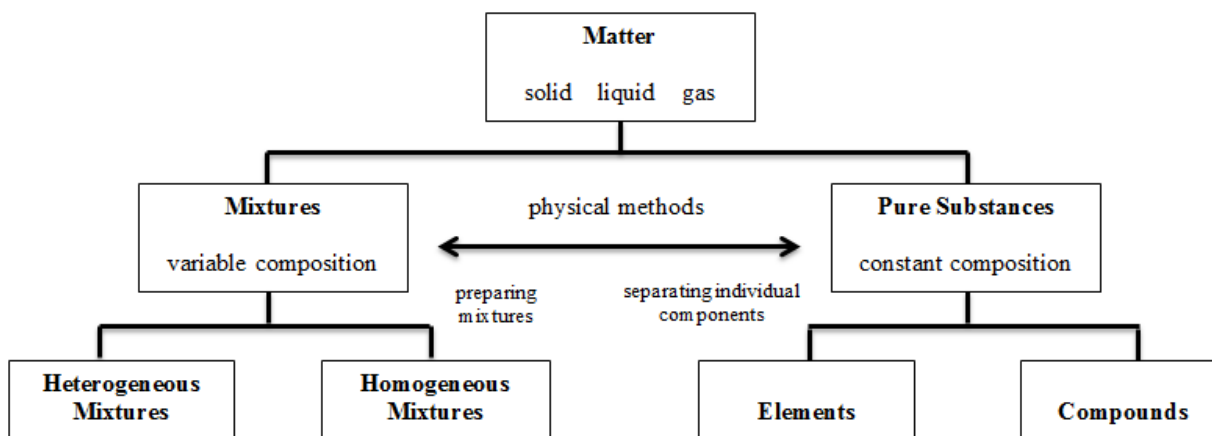 Matter
solid liquid gas
Mixtures
variable composition
physical methods
preparing
mixtures
separating individual
components
Pure Substances
constant composition
Heterogeneous
Mixtures
Homogeneous
Mixtures
Elements
Compounds